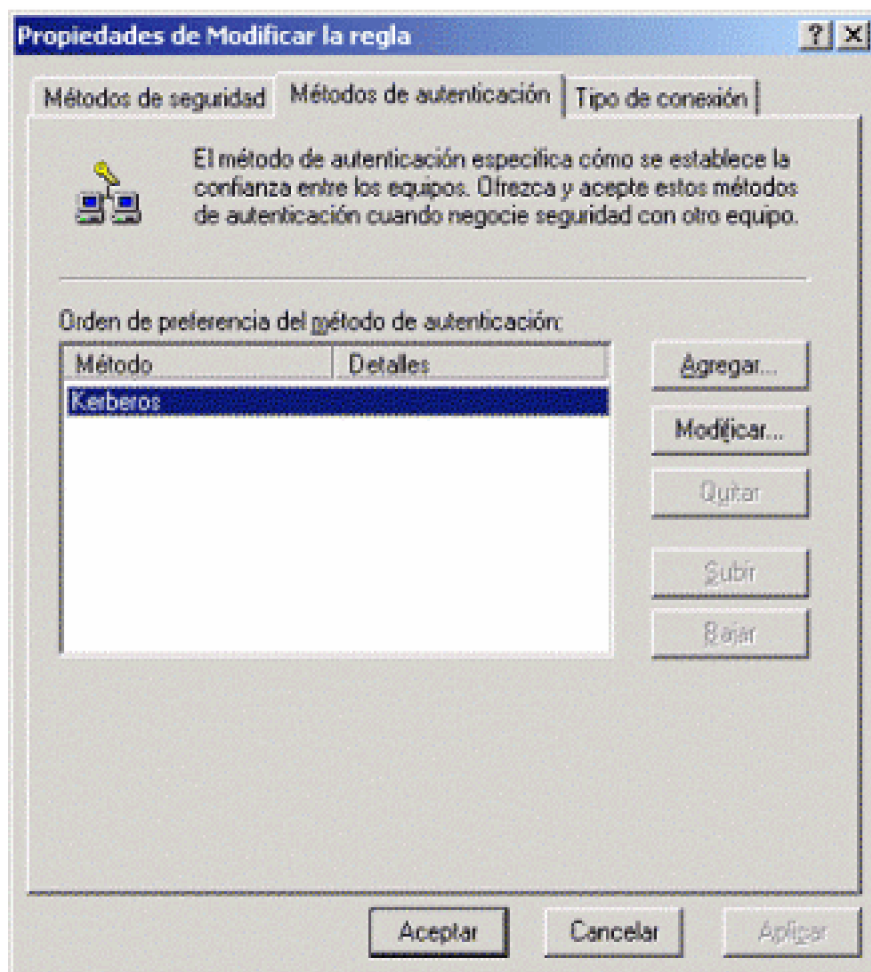 Propiedades de Modificar la regla
Métodos de seguridad
Métodos de autenticación
Tipo de conexión
El método de autenticación especifica cómo se establece la
confianza entre los equipos. Ofrezca y acepte estos métodos
de autenticación cuando negocie seguridad con otro equipo.
Orden de preferencia del método de autenticación:
Método Detalles
Kerberos
Agregar...
Modificar...
Quitar
Subir
Bajar
Aceptar Cancelar Aplicar